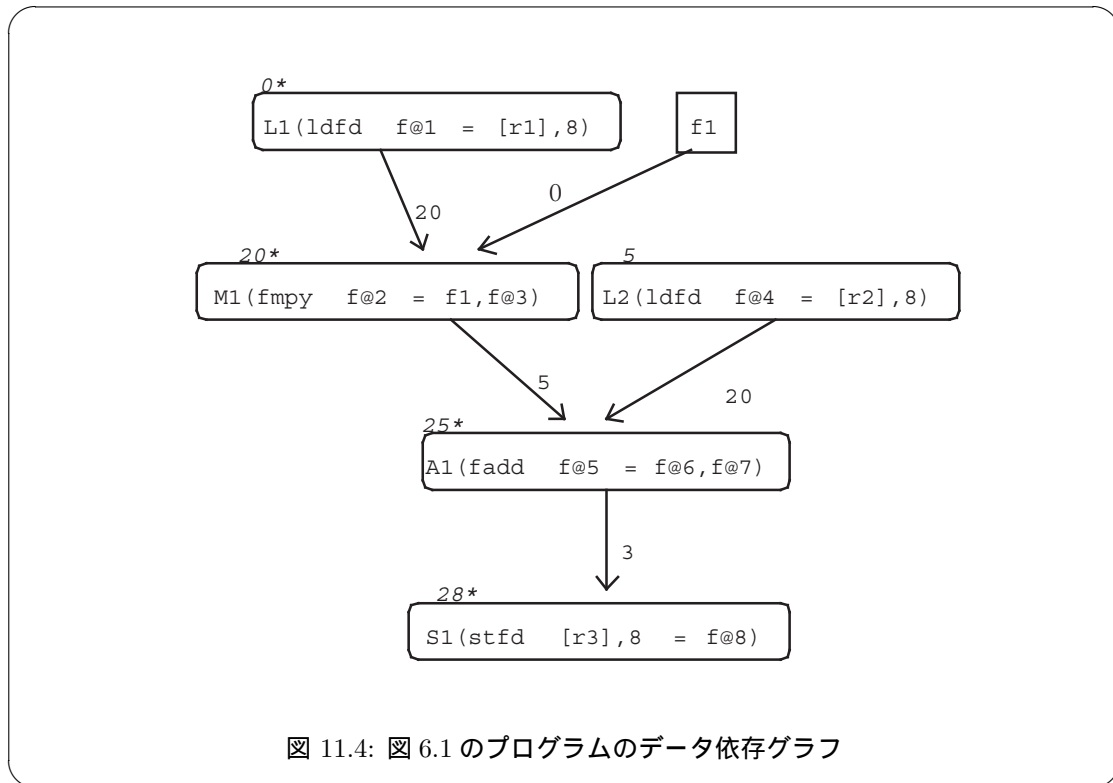 0*
L1(ldfd f@1 = [r1],8)
f1
20
0
20*
M1(fmpy f@2 = f1,f@3)
5
L2(ldfd f@4 = [r2],8)
5
20
25*
A1(fadd f@5 = f@6,f@7)
3
28*
S1(stfd [r3],8 = f@8)
図 11.4: 図 6.1 のプログラムのデータ依存グラフ